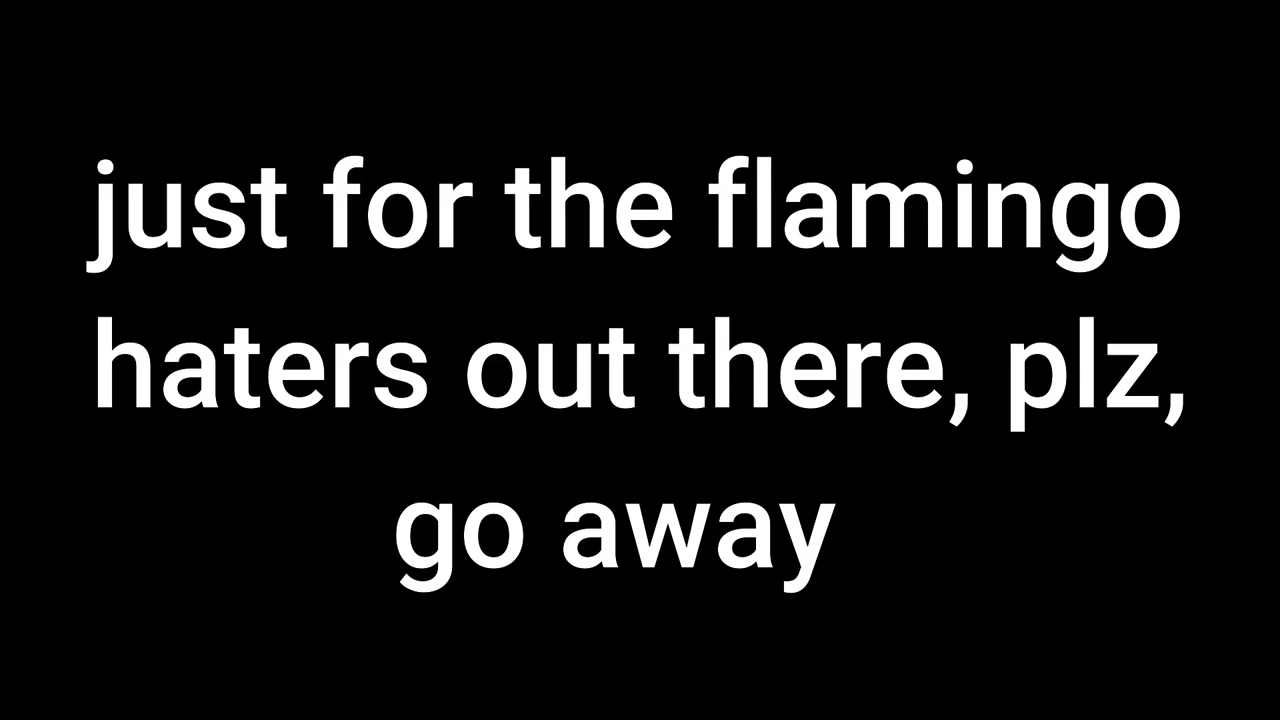 just for the flamingo
haters out there, plz,
go away